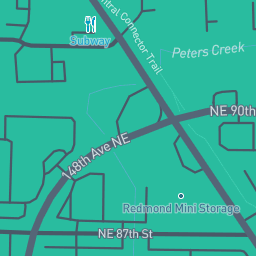 Central Connector Trail
Subway
Peters Creek
NE 90th
148th Ave NE
Redmond Mini Storage
NE 87th St